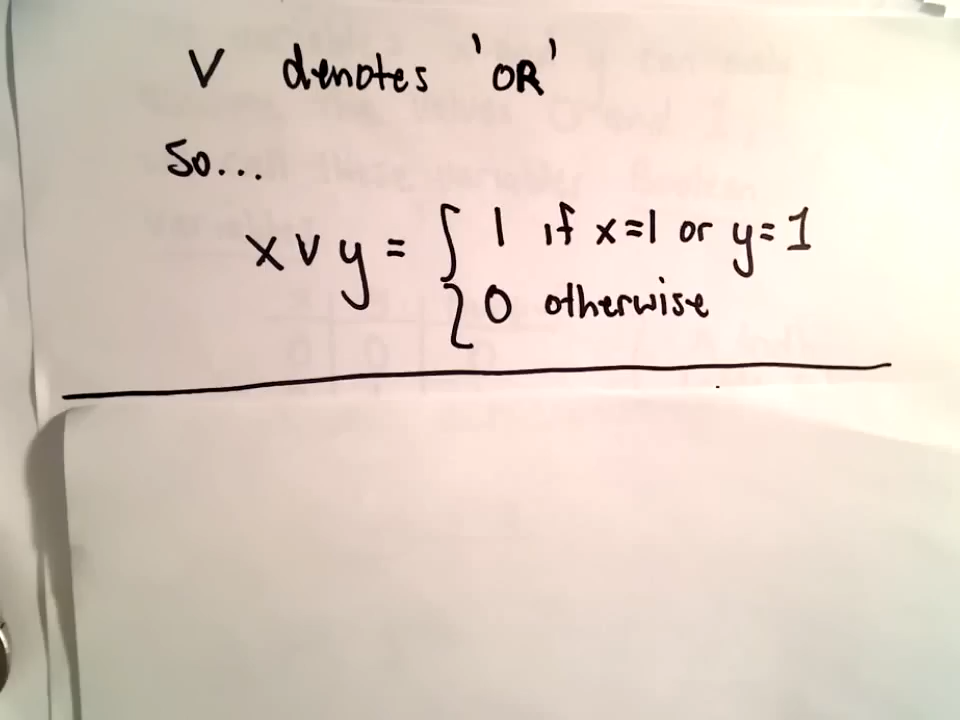 V denotes 'OR'
So...
x v y = { 1 if x=1 or y=1
0 otherwise